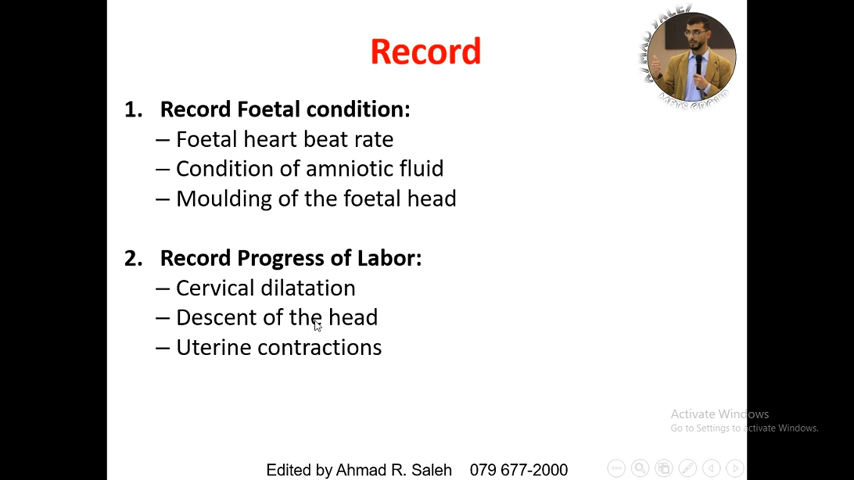 Record
1. Record Foetal condition:
– Foetal heart beat rate
– Condition of amniotic fluid
– Moulding of the foetal head
2. Record Progress of Labor:
– Cervical dilatation
– Descent of the head
– Uterine contractions
Activate Windows
Go to Settings to activate Windows.
Edited by Ahmad R. Saleh 079 677-2000